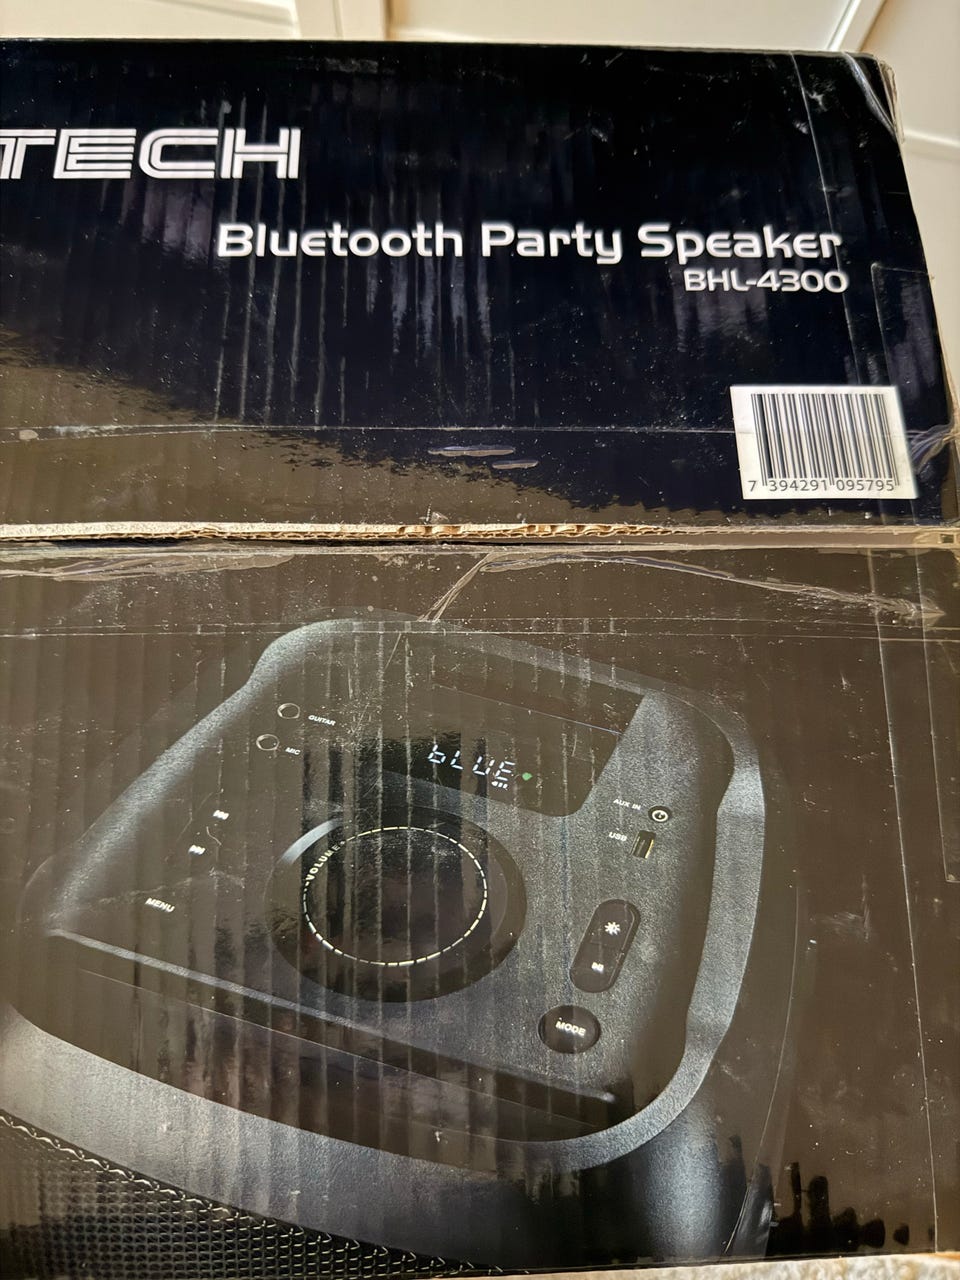 TECH
Bluetooth Party Speaker
BHL-4300
7 394291 095795
GUITAR
MIC
bLUE
AUX IN
USB
VOLUME
MENU
MODE